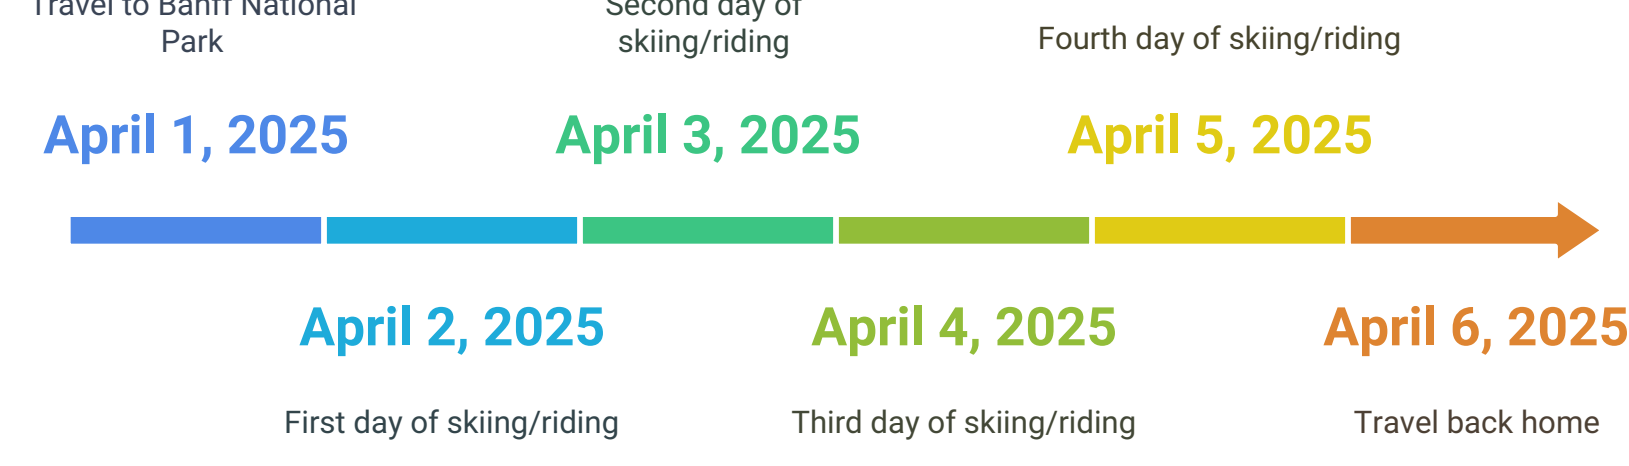 Travel to Banff National
Park
Second day of
skiing/riding
Fourth day of skiing/riding
April 1, 2025
April 3, 2025
April 5, 2025
April 2, 2025
April 4, 2025
April 6, 2025
First day of skiing/riding
Third day of skiing/riding
Travel back home